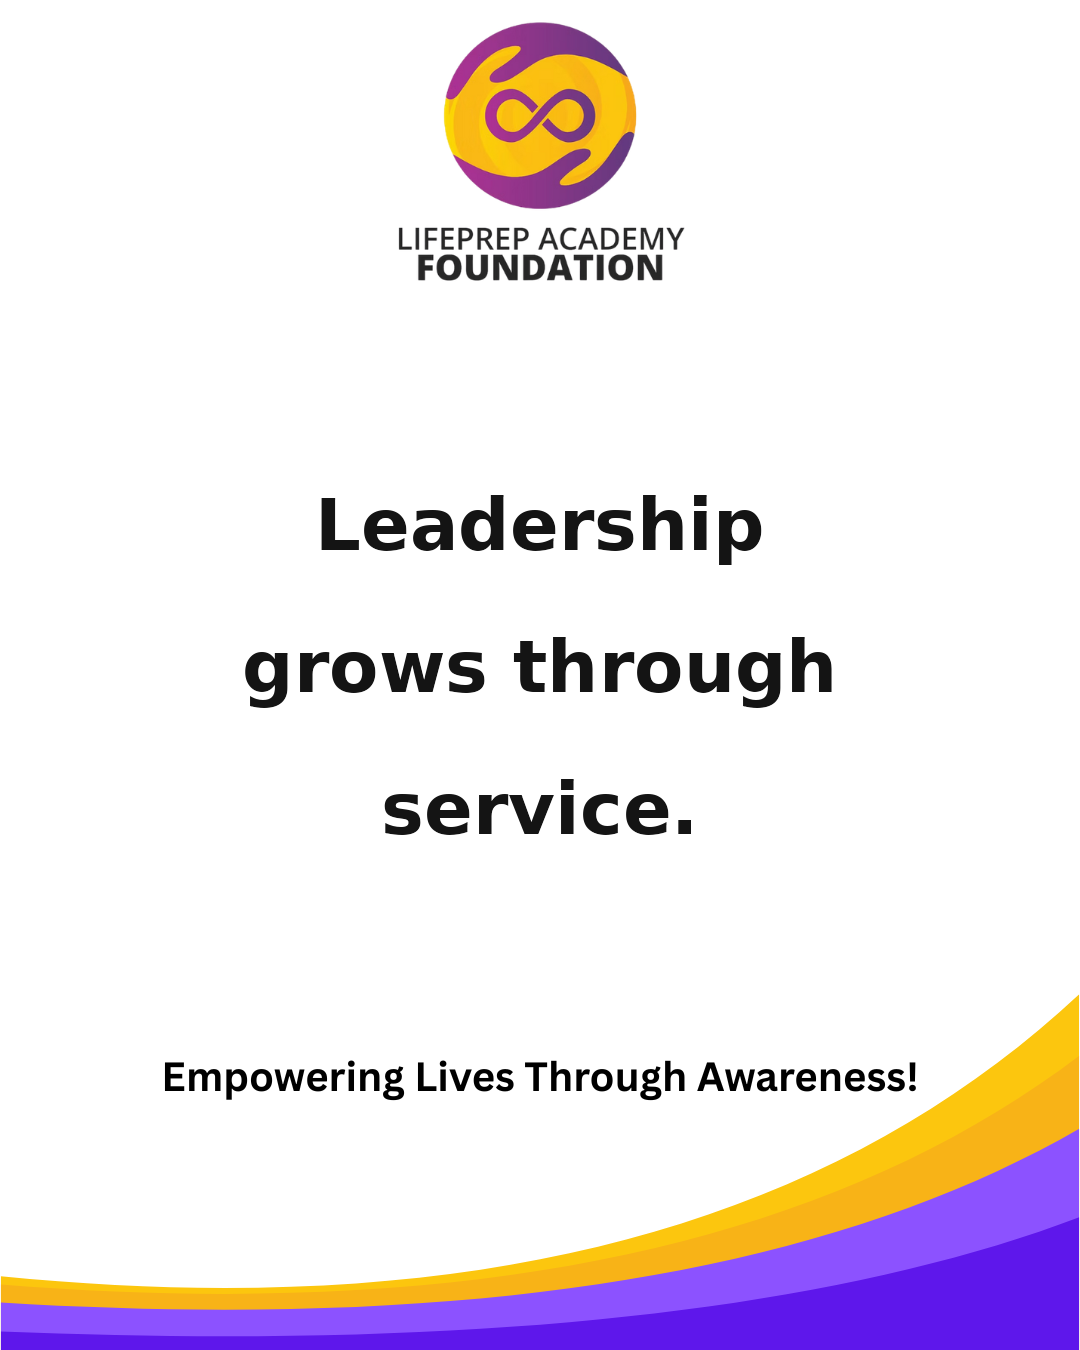 LIFEPREP ACADEMY
FOUNDATION
Leadership
grows through
service.
Empowering Lives Through Awareness!